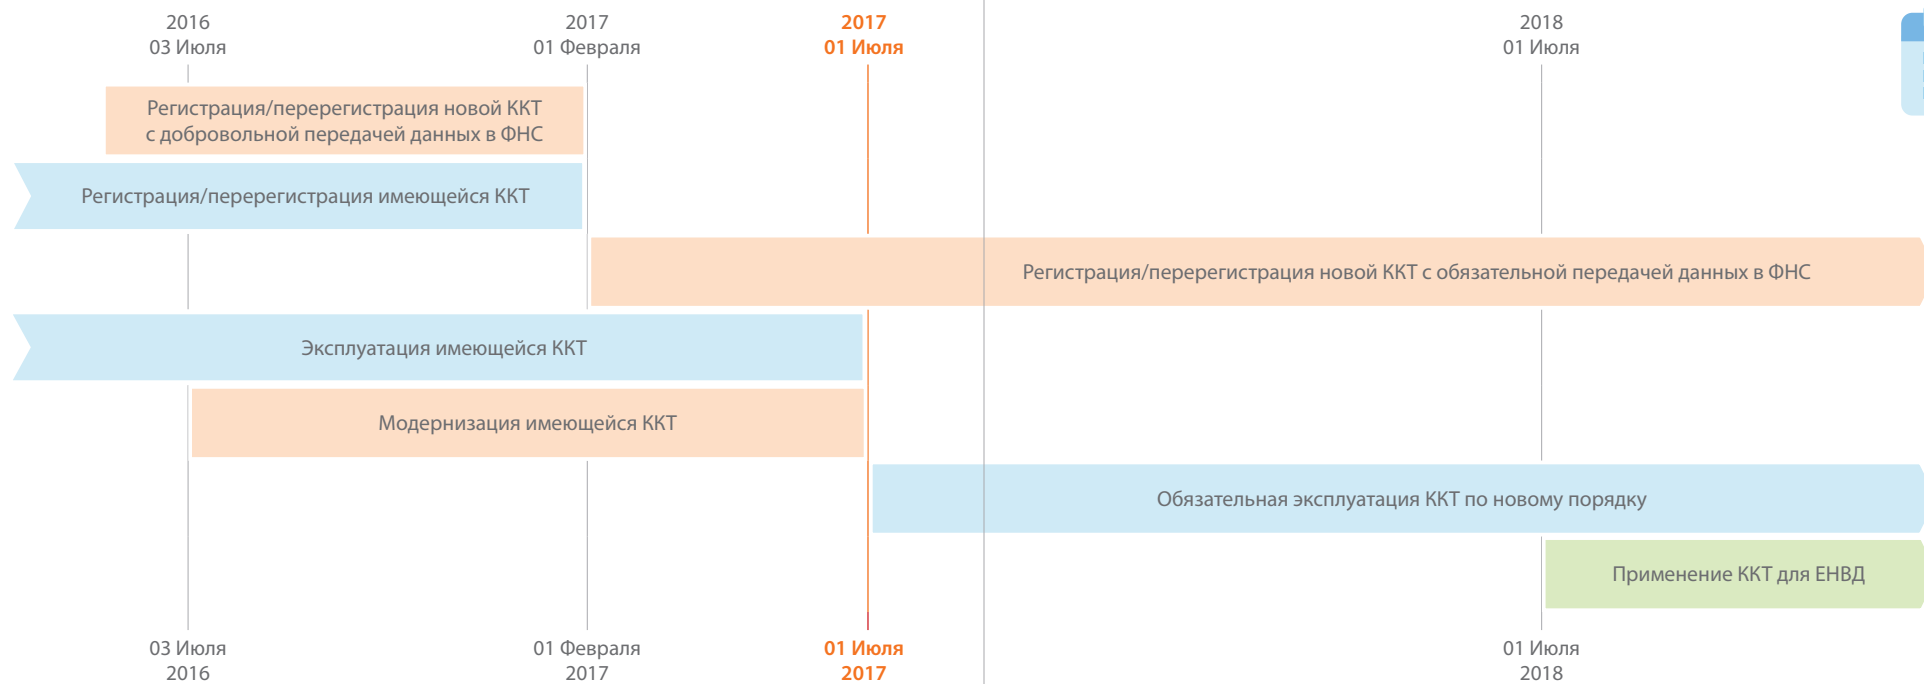 2016
03 Июля
2017
01 Февраля
2017
01 Июля
2018
01 Июля
Регистрация/перерегистрация новой ККТ
с добровольной передачей данных в ФНС
Регистрация/перерегистрация имеющейся ККТ
Регистрация/перерегистрация новой ККТ с обязательной передачей данных в ФНС
Эксплуатация имеющейся ККТ
Модернизация имеющейся ККТ
Обязательная эксплуатация ККТ по новому порядку
Применение ККТ для ЕНВД
03 Июля
2016
01 Февраля
2017
01 Июля
2017
01 Июля
2018